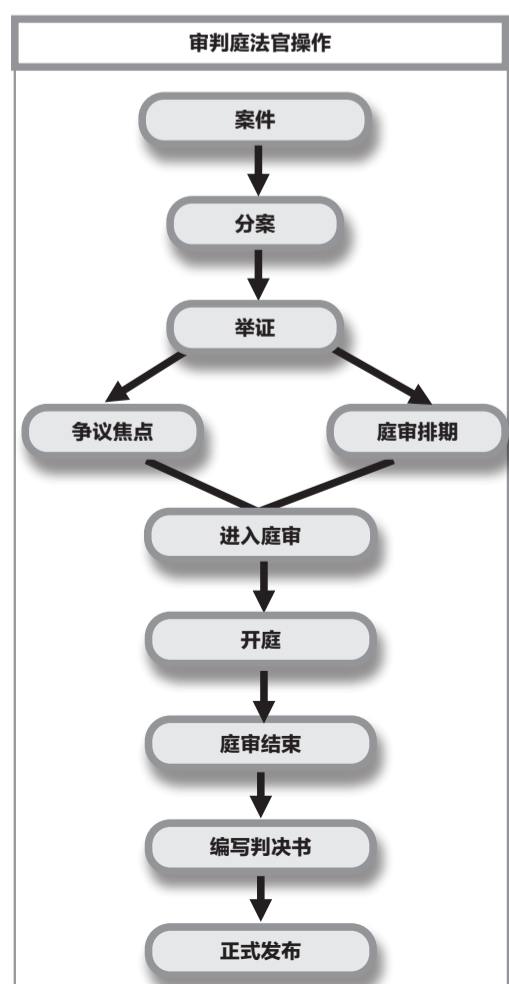 审判庭法官操作
案件
分案
举证
争议焦点
庭审排期
进入庭审
开庭
庭审结束
编写判决书
正式发布